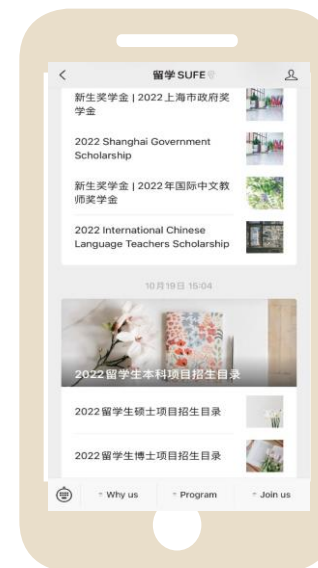 留学SUFE
新生奖学金 | 2022上海市政府奖
学金
2022 Shanghai Government
Scholarship
新生奖学金 | 2022年国际中文教
师奖学金
2022 International Chinese
Language Teachers Scholarship
10月19日 15:04
2022留学生本科项目招生目录
2022留学生硕士项目招生目录
2022留学生博士项目招生目录
Why us
Program
Join us